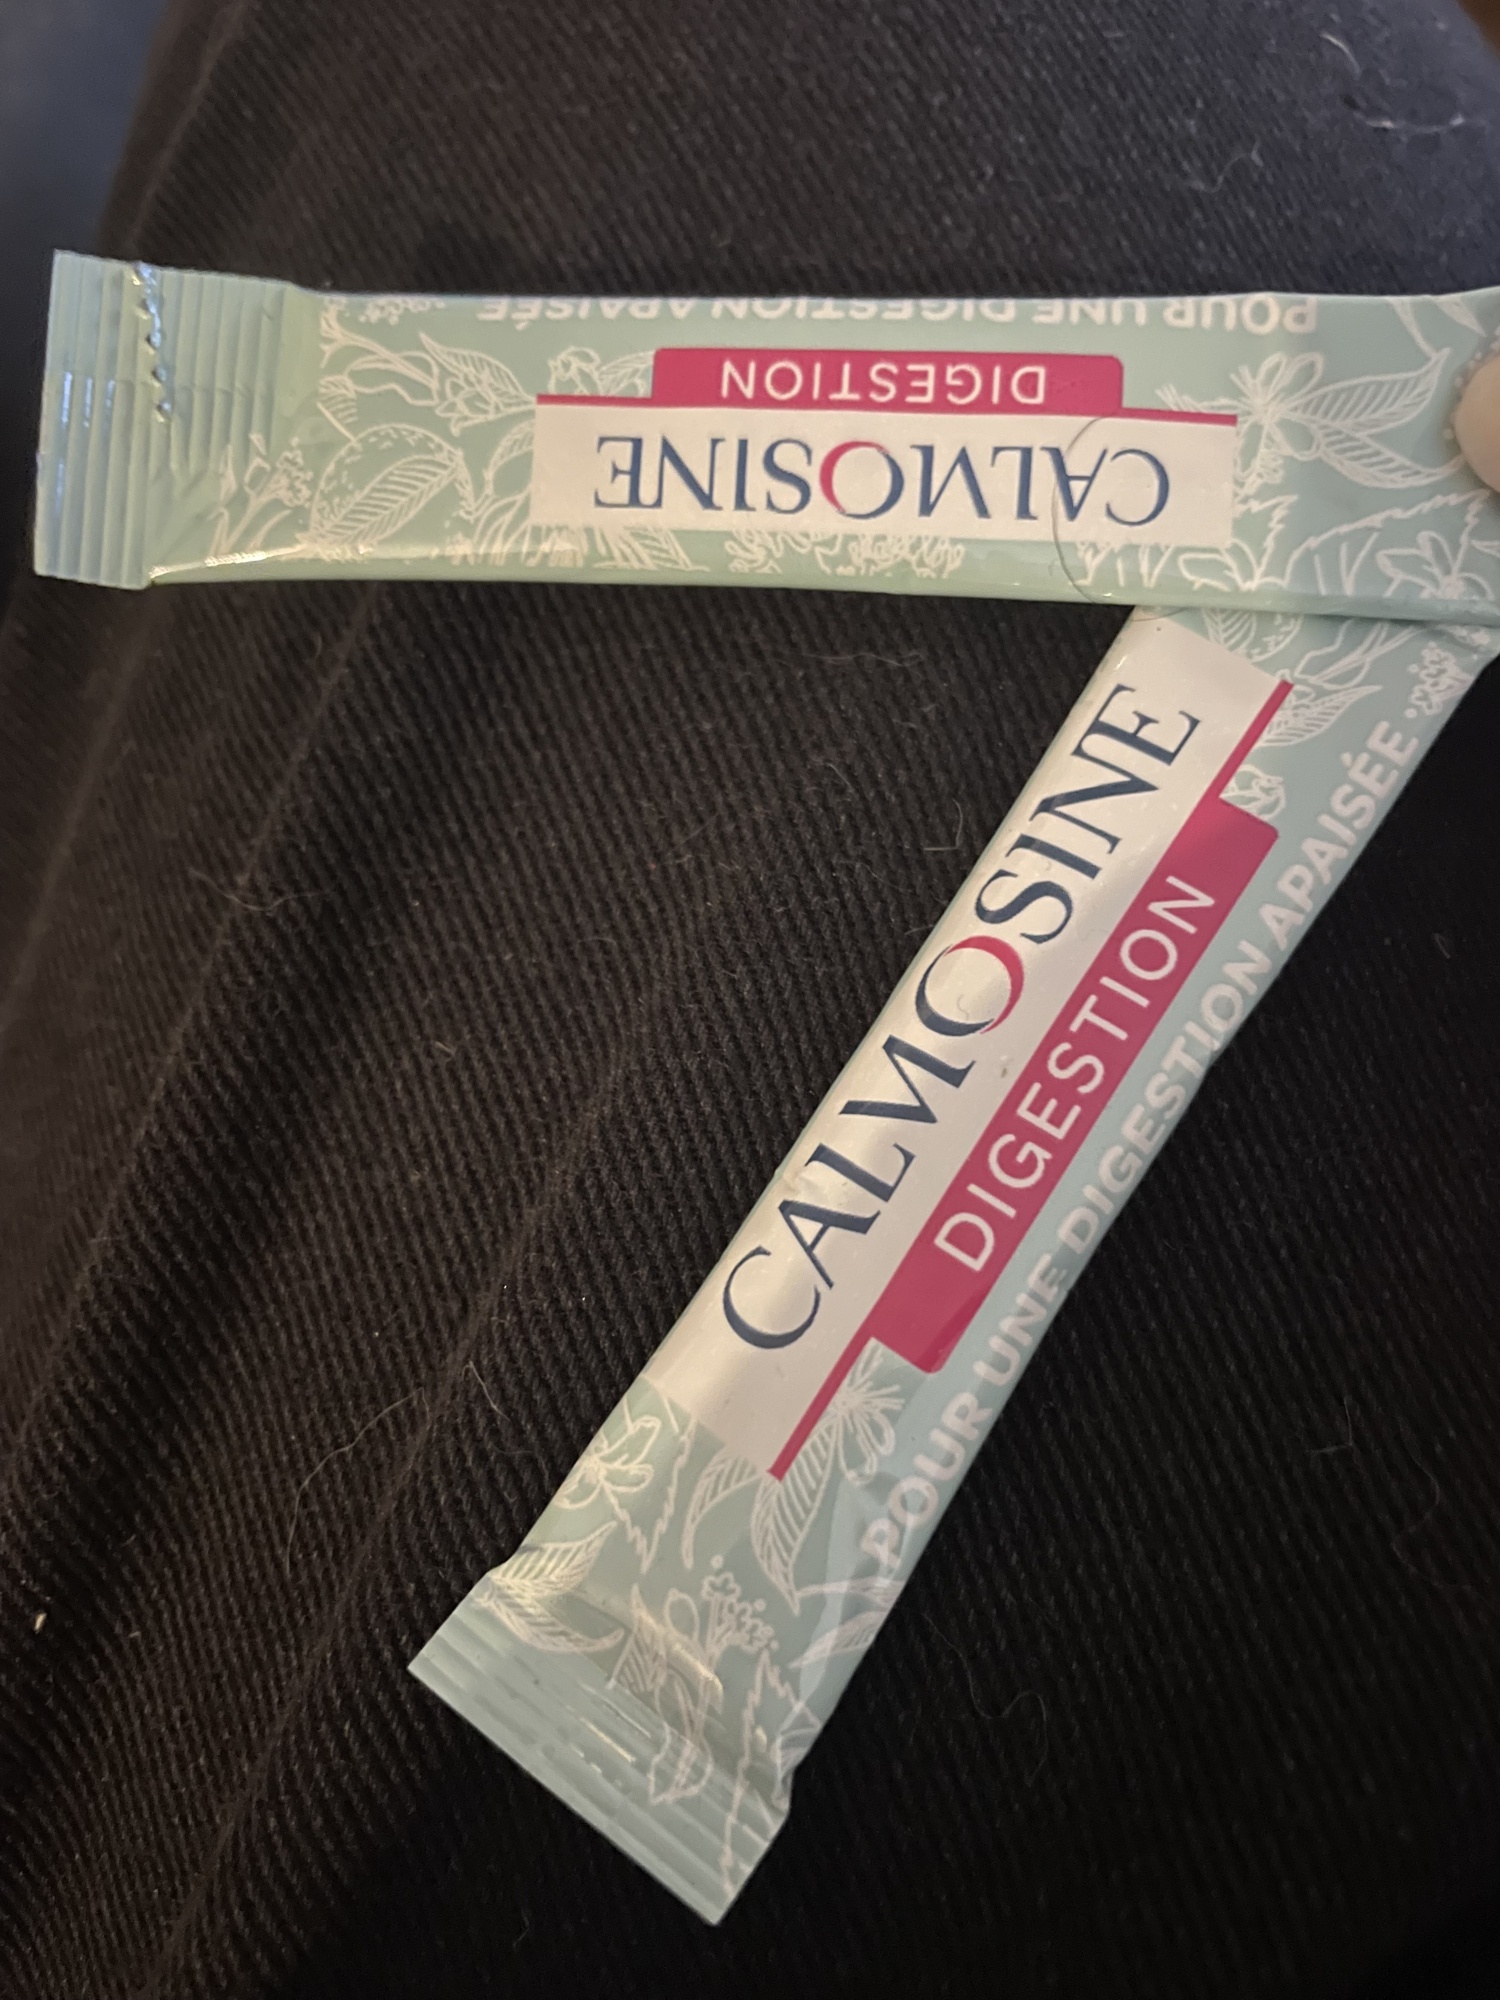 POUR UNE DIGESTION APAISÉE
DIGESTION
CALMOSINE
CALMOSINE
DIGESTION
POUR UNE DIGESTION APAISÉE